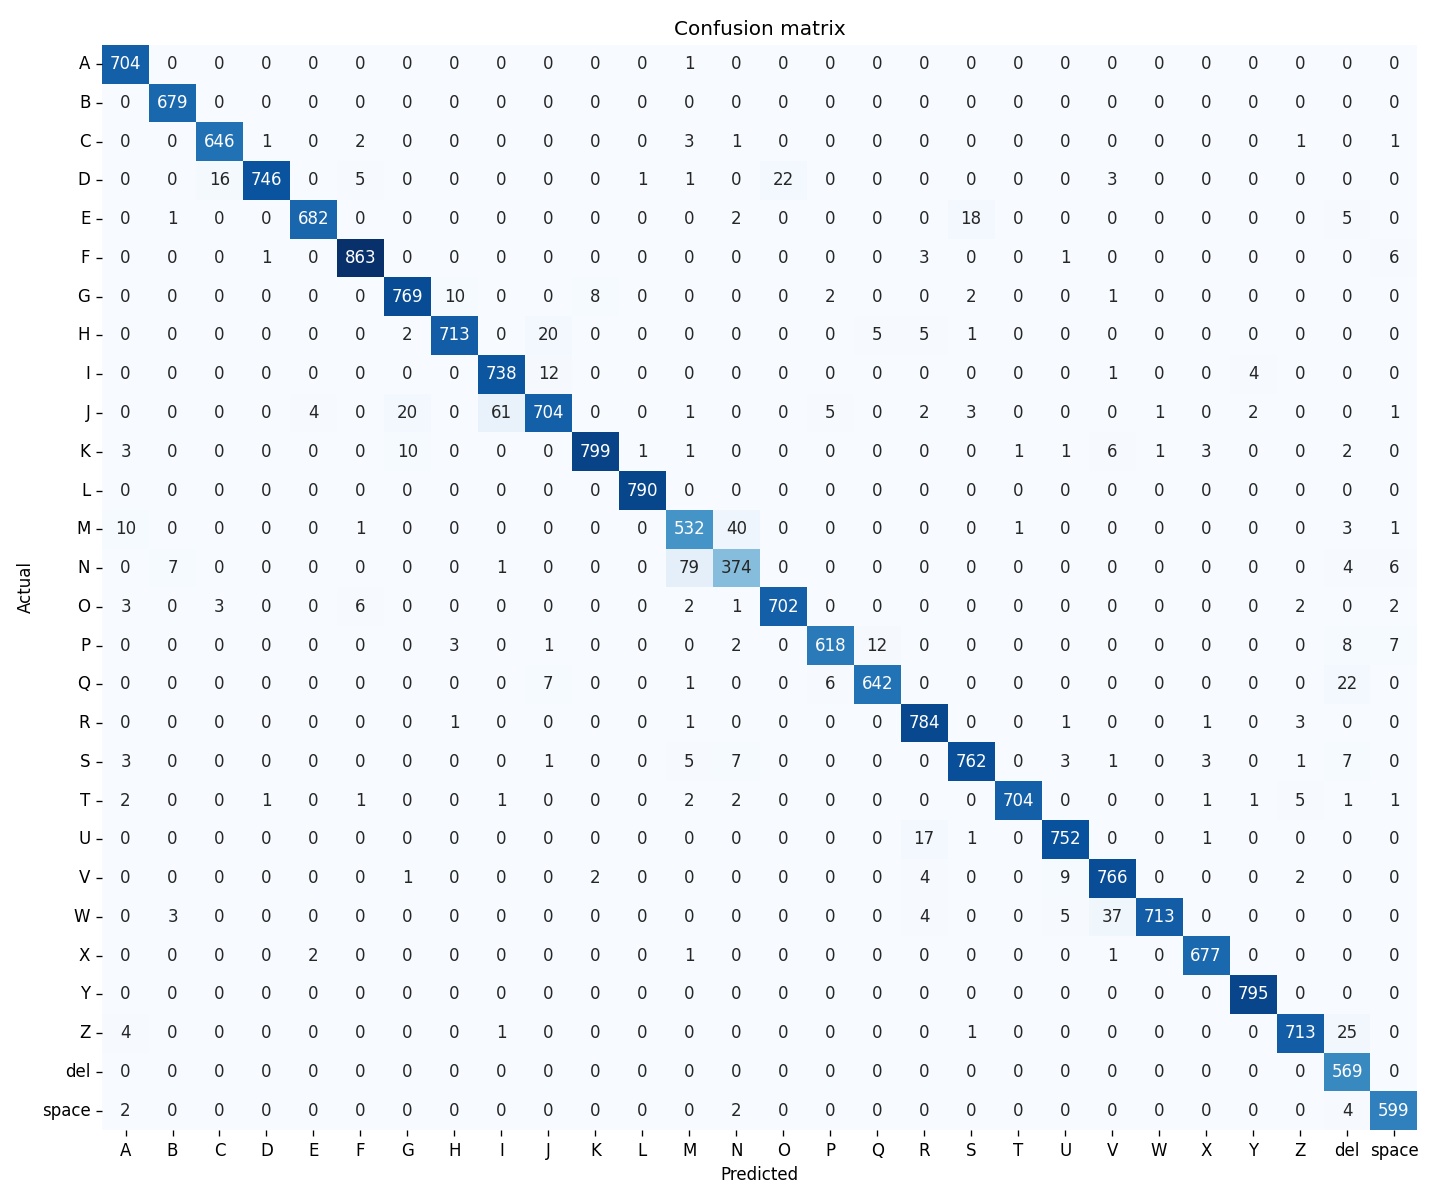 Confusion matrix
A 704 0 0 0 0 0 0 0 0 0 0 0 1 0 0 0 0 0 0 0 0 0 0 0 0 0 0 0
B 0 679 0 0 0 0 0 0 0 0 0 0 0 0 0 0 0 0 0 0 0 0 0 0 0 0 0 0
C 0 0 646 1 0 2 0 0 0 0 0 0 3 1 0 0 0 0 0 0 0 0 0 0 0 1 0 1
D 0 0 16 746 0 5 0 0 0 0 0 1 1 0 22 0 0 0 0 0 0 3 0 0 0 0 0 0
E 0 1 0 0 682 0 0 0 0 0 0 0 0 2 0 0 0 0 18 0 0 0 0 0 0 0 5 0
F 0 0 0 1 0 863 0 0 0 0 0 0 0 0 0 0 0 3 0 0 1 0 0 0 0 0 0 6
G 0 0 0 0 0 0 769 10 0 0 8 0 0 0 0 2 0 0 2 0 0 1 0 0 0 0 0 0
H 0 0 0 0 0 0 2 713 0 20 0 0 0 0 0 0 5 5 1 0 0 0 0 0 0 0 0 0
I 0 0 0 0 0 0 0 0 738 12 0 0 0 0 0 0 0 0 0 0 0 1 0 0 4 0 0 0
J 0 0 0 0 4 0 20 0 61 704 0 0 1 0 0 5 0 2 3 0 0 0 1 0 2 0 0 1
K 3 0 0 0 0 0 10 0 0 0 799 1 1 0 0 0 0 0 0 1 1 6 1 3 0 0 2 0
L 0 0 0 0 0 0 0 0 0 0 0 790 0 0 0 0 0 0 0 0 0 0 0 0 0 0 0 0
M 10 0 0 0 0 1 0 0 0 0 0 0 532 40 0 0 0 0 0 1 0 0 0 0 0 0 3 1
N 0 7 0 0 0 0 0 0 1 0 0 0 79 374 0 0 0 0 0 0 0 0 0 0 0 0 4 6
O 3 0 3 0 0 6 0 0 0 0 0 0 2 1 702 0 0 0 0 0 0 0 0 0 0 2 0 2
P 0 0 0 0 0 0 0 3 0 1 0 0 0 2 0 618 12 0 0 0 0 0 0 0 0 0 8 7
Q 0 0 0 0 0 0 0 0 0 7 0 0 1 0 0 6 642 0 0 0 0 0 0 0 0 0 22 0
R 0 0 0 0 0 0 0 1 0 0 0 0 1 0 0 0 0 784 0 0 1 0 0 1 0 3 0 0
S 3 0 0 0 0 0 0 0 0 1 0 0 5 7 0 0 0 0 762 0 3 1 0 3 0 1 7 0
T 2 0 0 1 0 1 0 0 1 0 0 0 2 2 0 0 0 0 0 704 0 0 0 1 1 5 1 1
U 0 0 0 0 0 0 0 0 0 0 0 0 0 0 0 0 0 17 1 0 752 0 0 1 0 0 0 0
V 0 0 0 0 0 0 1 0 0 0 2 0 0 0 0 0 0 4 0 0 9 766 0 0 0 2 0 0
W 0 3 0 0 0 0 0 0 0 0 0 0 0 0 0 0 0 4 0 0 5 37 713 0 0 0 0 0
X 0 0 0 0 2 0 0 0 0 0 0 0 1 0 0 0 0 0 0 0 0 1 0 677 0 0 0 0
Y 0 0 0 0 0 0 0 0 0 0 0 0 0 0 0 0 0 0 0 0 0 0 0 0 795 0 0 0
Z 4 0 0 0 0 0 0 0 1 0 0 0 0 0 0 0 0 0 1 0 0 0 0 0 0 713 25 0
del 0 0 0 0 0 0 0 0 0 0 0 0 0 0 0 0 0 0 0 0 0 0 0 0 0 0 569 0
space 2 0 0 0 0 0 0 0 0 0 0 0 0 2 0 0 0 0 0 0 0 0 0 0 0 0 4 599
A B C D E F G H I J K L M N O P Q R S T U V W X Y Z del space
Predicted
Actual